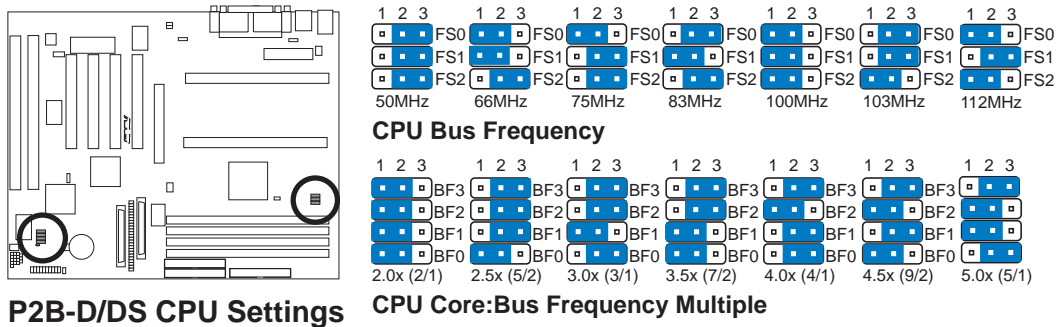 1 2 3 1 2 3 1 2 3 1 2 3 1 2 3 1 2 3 1 2 3
FS0 FS0 FS0 FS0 FS0 FS0 FS0
FS1 FS1 FS1 FS1 FS1 FS1 FS1
FS2 FS2 FS2 FS2 FS2 FS2 FS2
50MHz 66MHz 75MHz 83MHz 100MHz 103MHz 112MHz
CPU Bus Frequency
1 2 3 1 2 3 1 2 3 1 2 3 1 2 3 1 2 3 1 2 3
BF3 BF3 BF3 BF3 BF3 BF3
BF2 BF2 BF2 BF2 BF2 BF2
BF1 BF1 BF1 BF1 BF1 BF1
BF0 BF0 BF0 BF0 BF0 BF0
2.0x (2/1) 2.5x (5/2) 3.0x (3/1) 3.5x (7/2) 4.0x (4/1) 4.5x (9/2) 5.0x (5/1)
P2B-D/DS CPU Settings
CPU Core:Bus Frequency Multiple